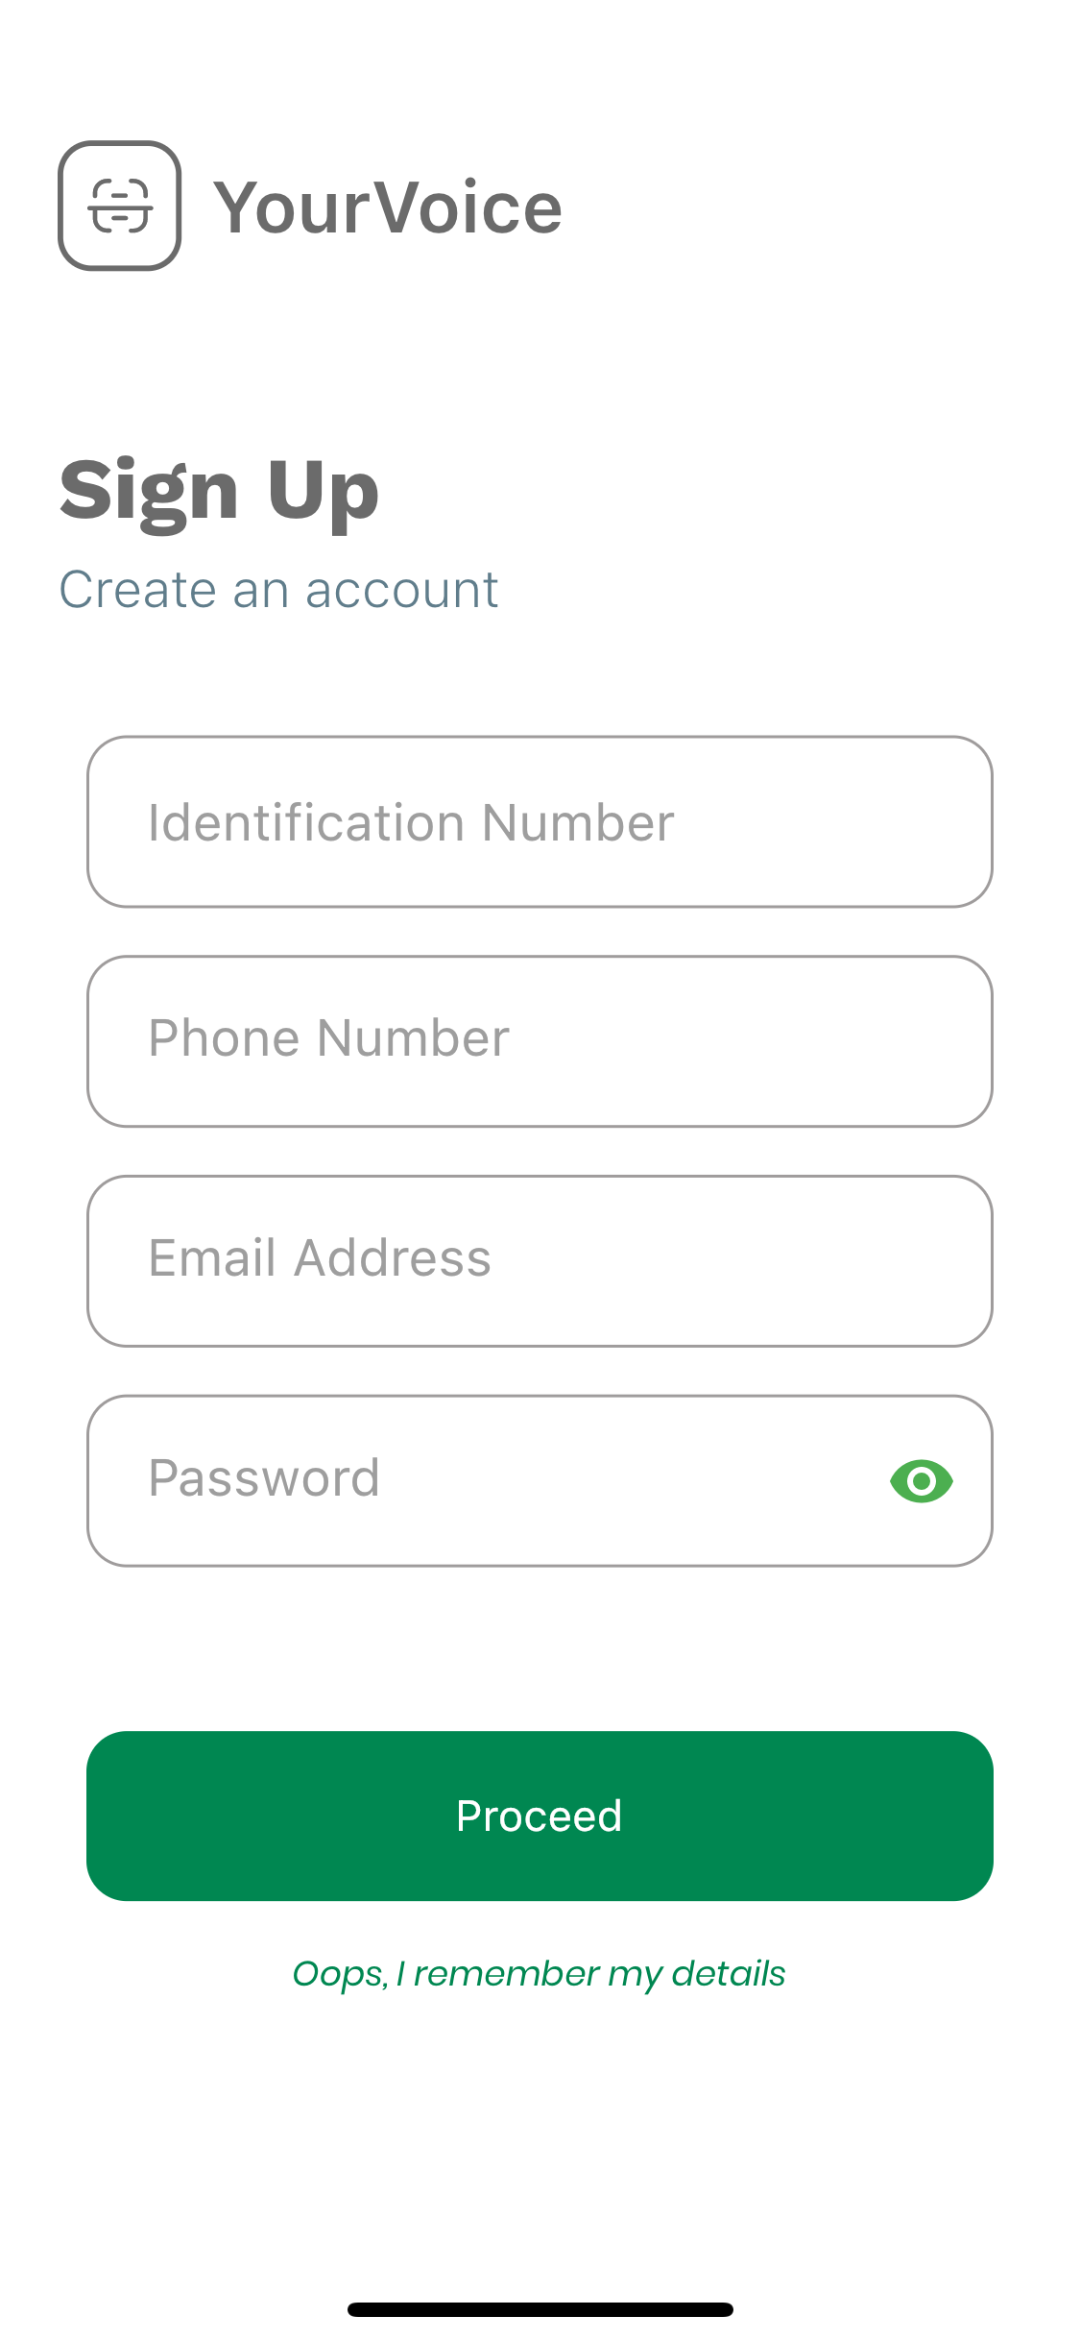 YourVoice
Sign Up
Create an account
Identification Number
Phone Number
Email Address
Password
Proceed
Oops, I remember my details